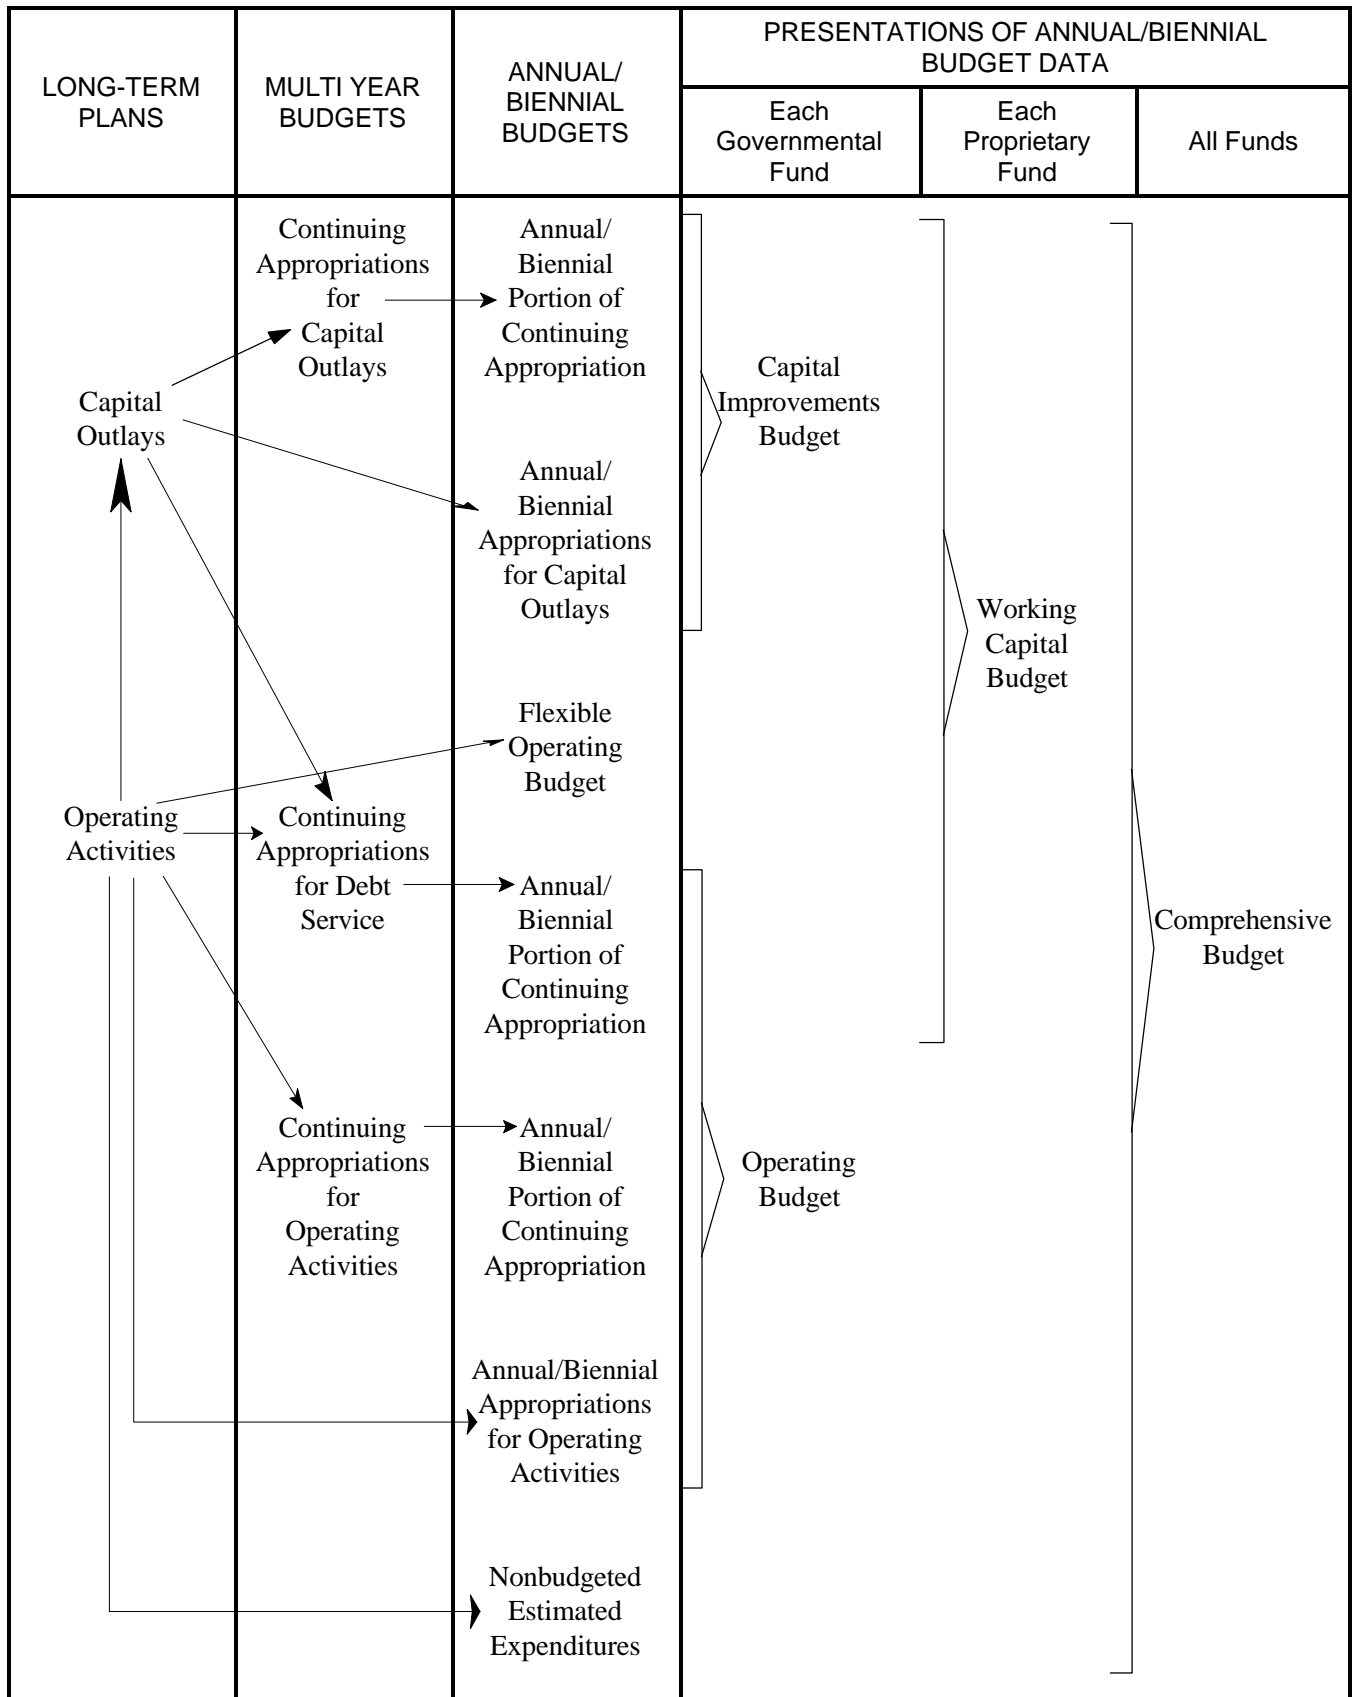 PRESENTATIONS OF ANNUAL/BIENNIAL
BUDGET DATA
LONG-TERM
PLANS
MULTI YEAR
BUDGETS
ANNUAL/
BIENNIAL
BUDGETS
Each
Governmental
Fund
Each
Proprietary
Fund
All Funds
Capital
Outlays
Operating
Activities
Continuing
Appropriations
for
Capital
Outlays
Continuing
Appropriations
for Debt
Service
Continuing
Appropriations
for
Operating
Activities
Annual/
Biennial
Portion of
Continuing
Appropriation
Annual/
Biennial
Appropriations
for Capital
Outlays
Flexible
Operating
Budget
Annual/
Biennial
Portion of
Continuing
Appropriation
Annual/
Biennial
Portion of
Continuing
Appropriation
Annual/Biennial
Appropriations
for Operating
Activities
Nonbudgeted
Estimated
Expenditures
Capital
Improvements
Budget
Operating
Budget
Working
Capital
Budget
Comprehensive
Budget